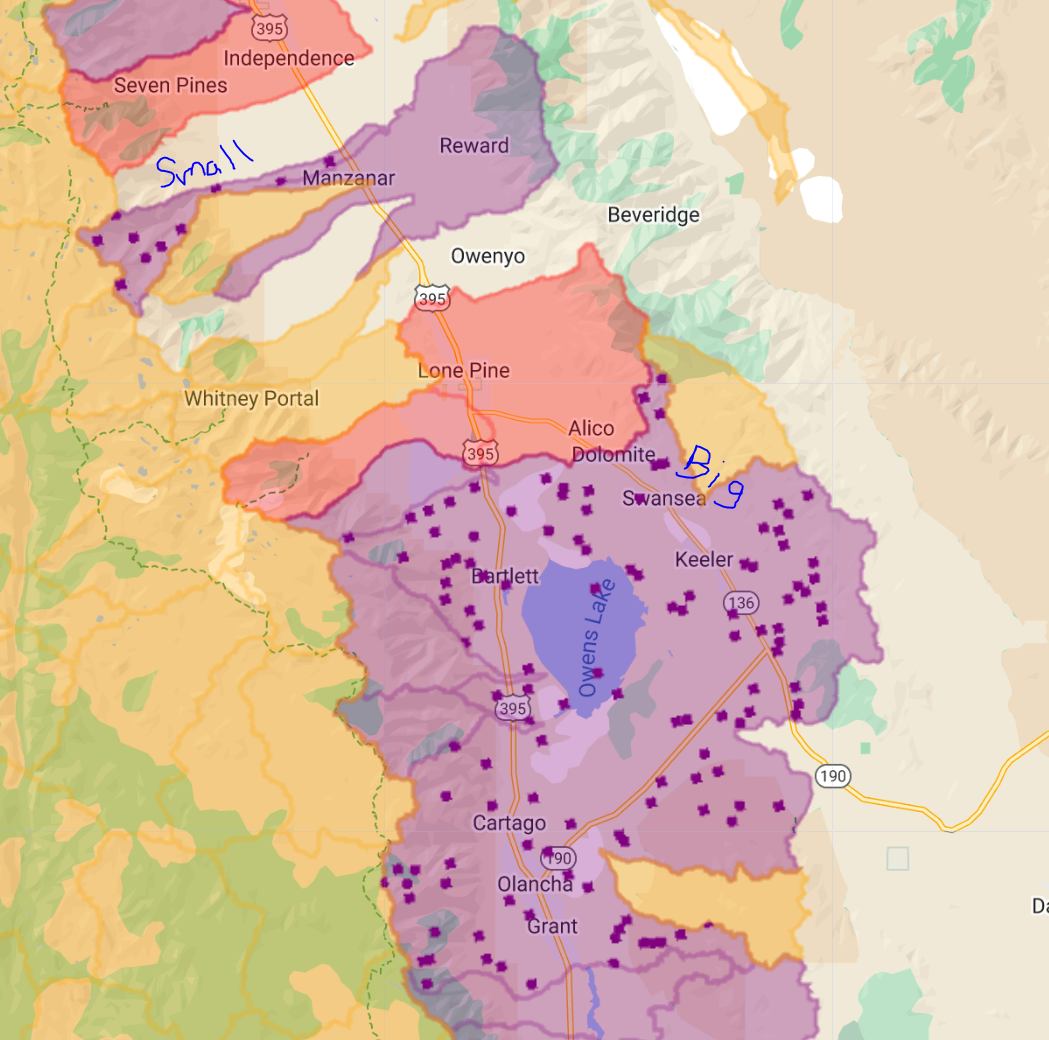 395
Independence
Seven Pines
Small
Reward
Manzanar
Beveridge
Owenyo
395
Lone Pine
Whitney Portal
Alico
395
Dolomite
Big
Swansea
Keeler
Bartlett
136
Owens Lake
395
190
Cartago
190
Olancha
Da
Grant